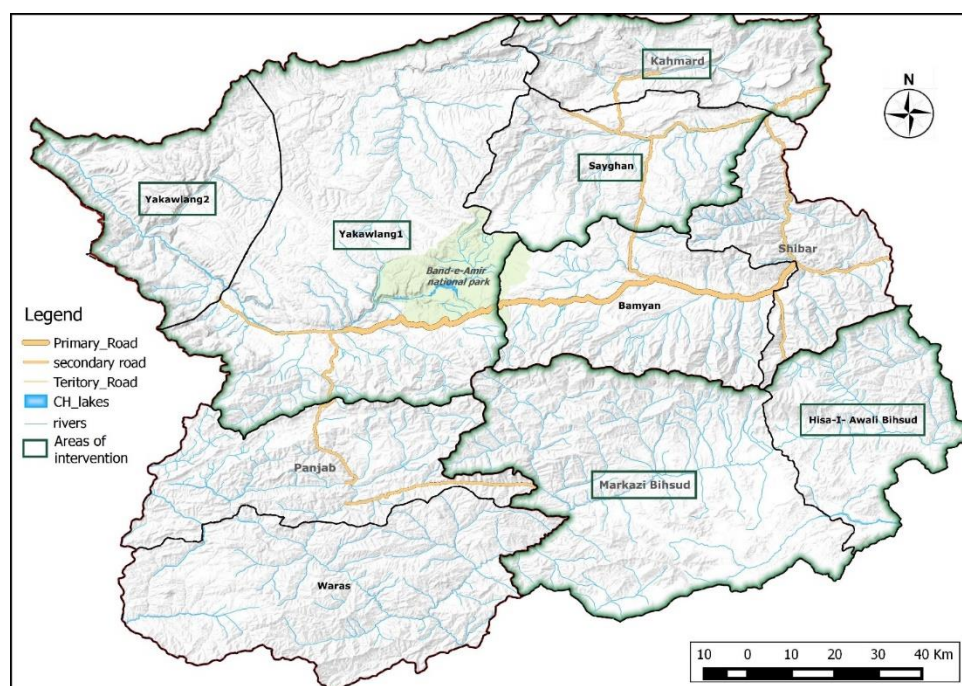 Kahmard
N
Sayghan
Yakawlang2
Yakawlang1
Shibar
Band-e-Amir
national park
Bamyan
Legend
Primary_Road
secondary road
Teritory_Road
CH_lakes
rivers
Areas of
intervention
Hisa-I- Awali Bihsud
Panjab
Markazi Bihsud
Waras
10 0 10 20 30 40 Km